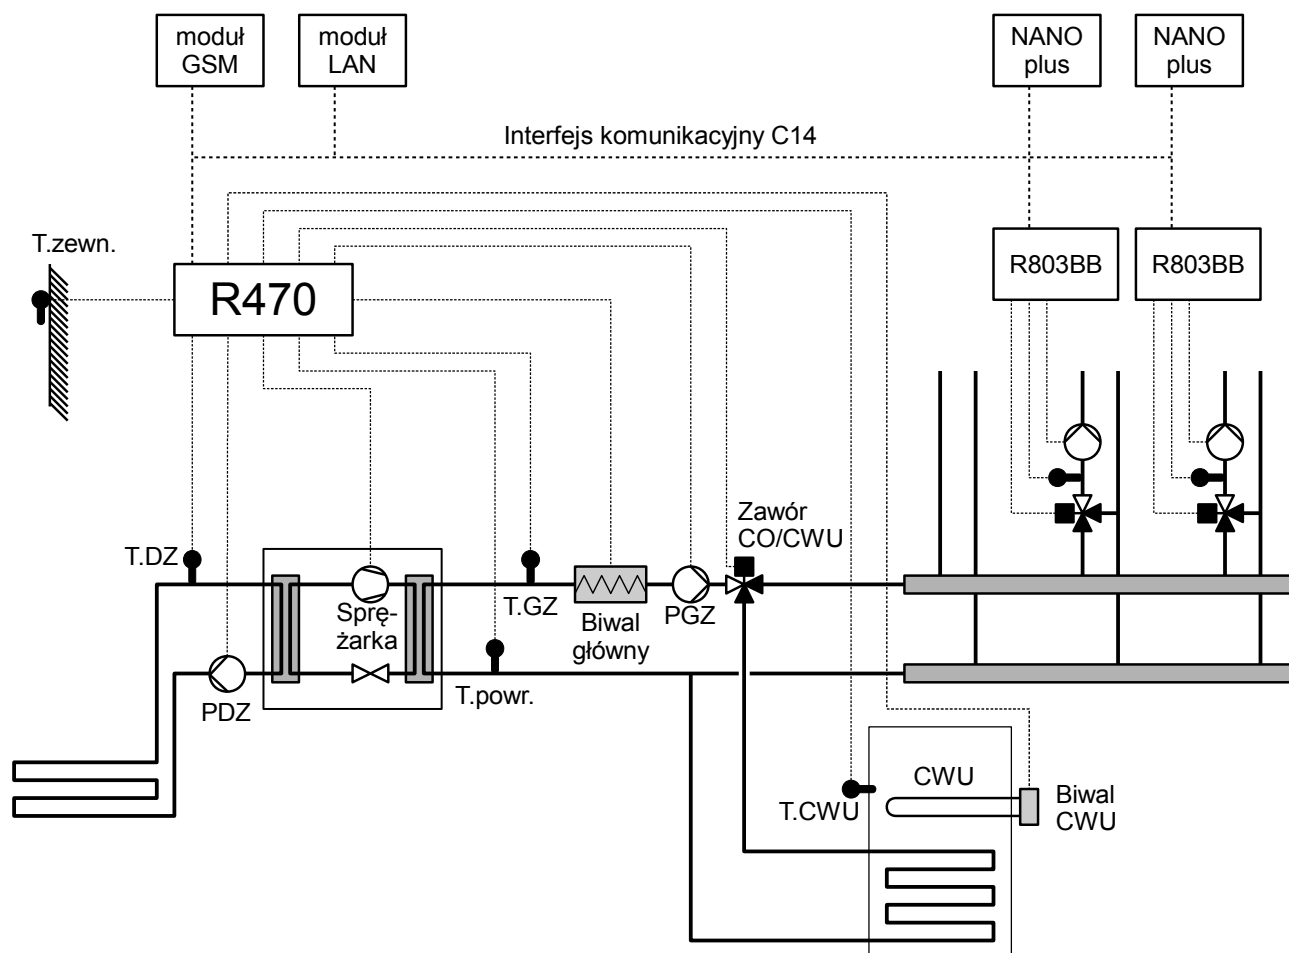 moduł
GSM
moduł
LAN
NANO
plus
NANO
plus
Interfejs komunikacyjny C14
T.zewn.
R470
R803BB
R803BB
T.DZ
Sprę-
żarka
T.GZ
Biwal
główny
PGZ
Zawór
CO/CWU
PDZ
T.powr.
T.CWU
CWU
Biwal
CWU